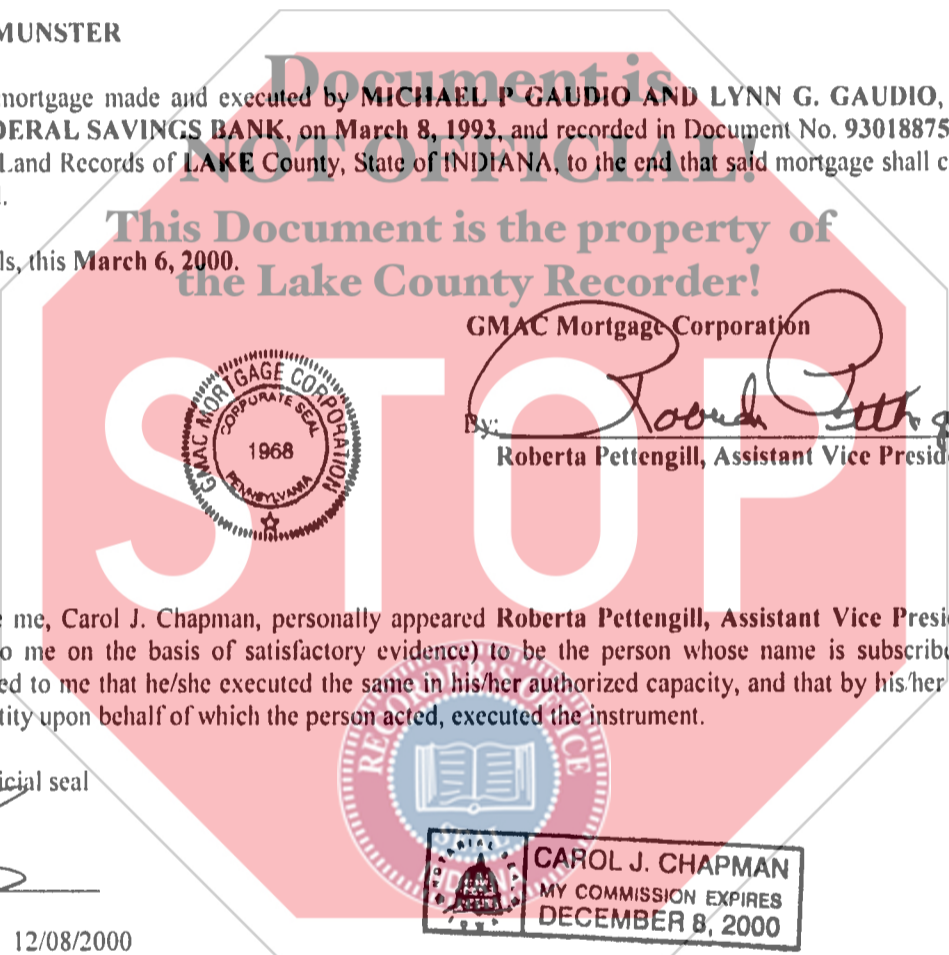 MUNSTER
Document is
mortgage made and executed by MICHAEL P GAUDIO AND LYNN G. GAUDIO,
DERAL SAVINGS BANK, on March 8, 1993, and recorded in Document No. 93018875
NOT OFFICIAL!
Land Records of LAKE County, State of INDIANA, to the end that said mortgage shall c
This Document is the property of
ls, this March 6, 2000.
the Lake County Recorder!
GMAC Mortgage Corporation
GMAC MORTGAGE CORPORATION
CORPORATE SEAL
1968
PENNSYLVANIA
By:
Roberta Pettengill, Assistant Vice Presid
STOP
me, Carol J. Chapman, personally appeared Roberta Pettengill, Assistant Vice Presi
o me on the basis of satisfactory evidence) to be the person whose name is subscribe
ed to me that he/she executed the same in his/her authorized capacity, and that by his/her
tity upon behalf of which the person acted, executed the instrument.
RECORDER'S OFFICE
SEAL
icial seal
NOTARIAL SEAL
IOWA
CAROL J. CHAPMAN
MY COMMISSION EXPIRES
DECEMBER 8, 2000
12/08/2000